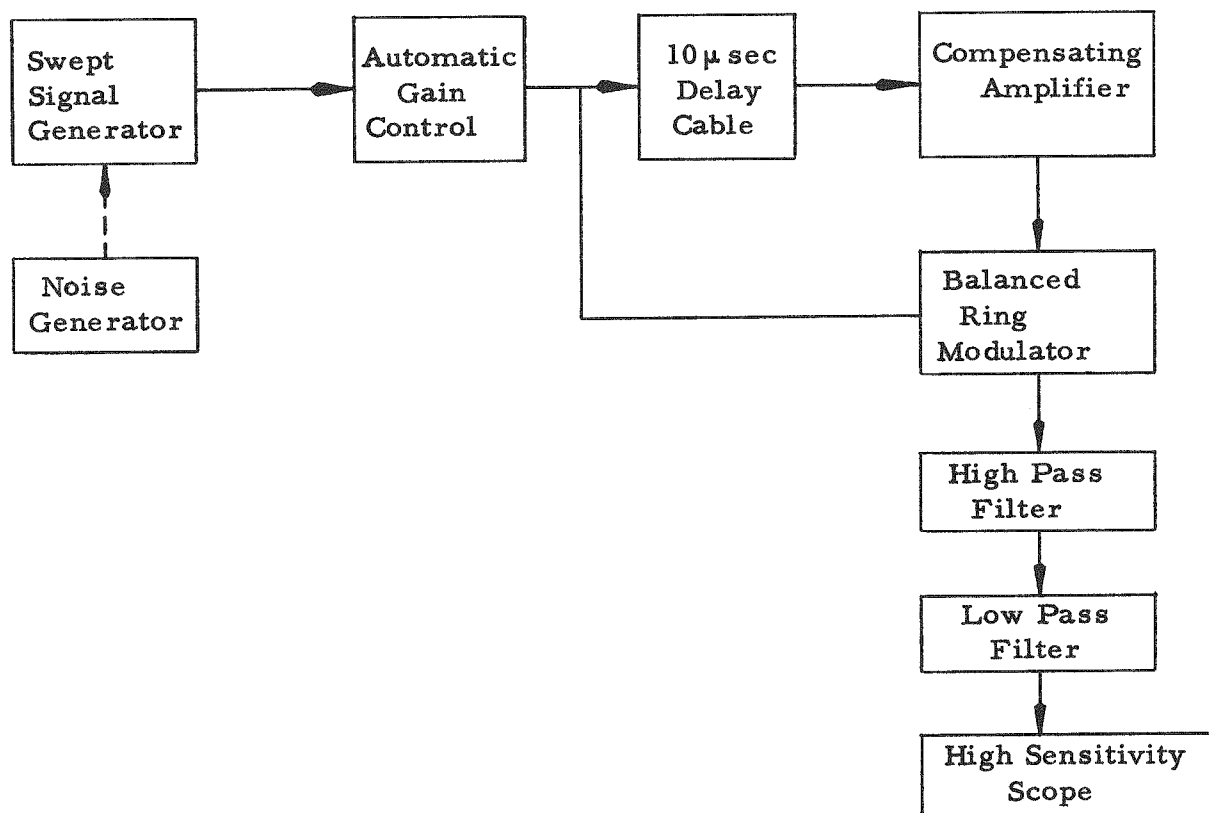 Swept
Signal
Generator
Automatic
Gain
Control
10 μ sec
Delay
Cable
Compensating
Amplifier
Noise
Generator
Balanced
Ring
Modulator
High Pass
Filter
Low Pass
Filter
High Sensitivity
Scope